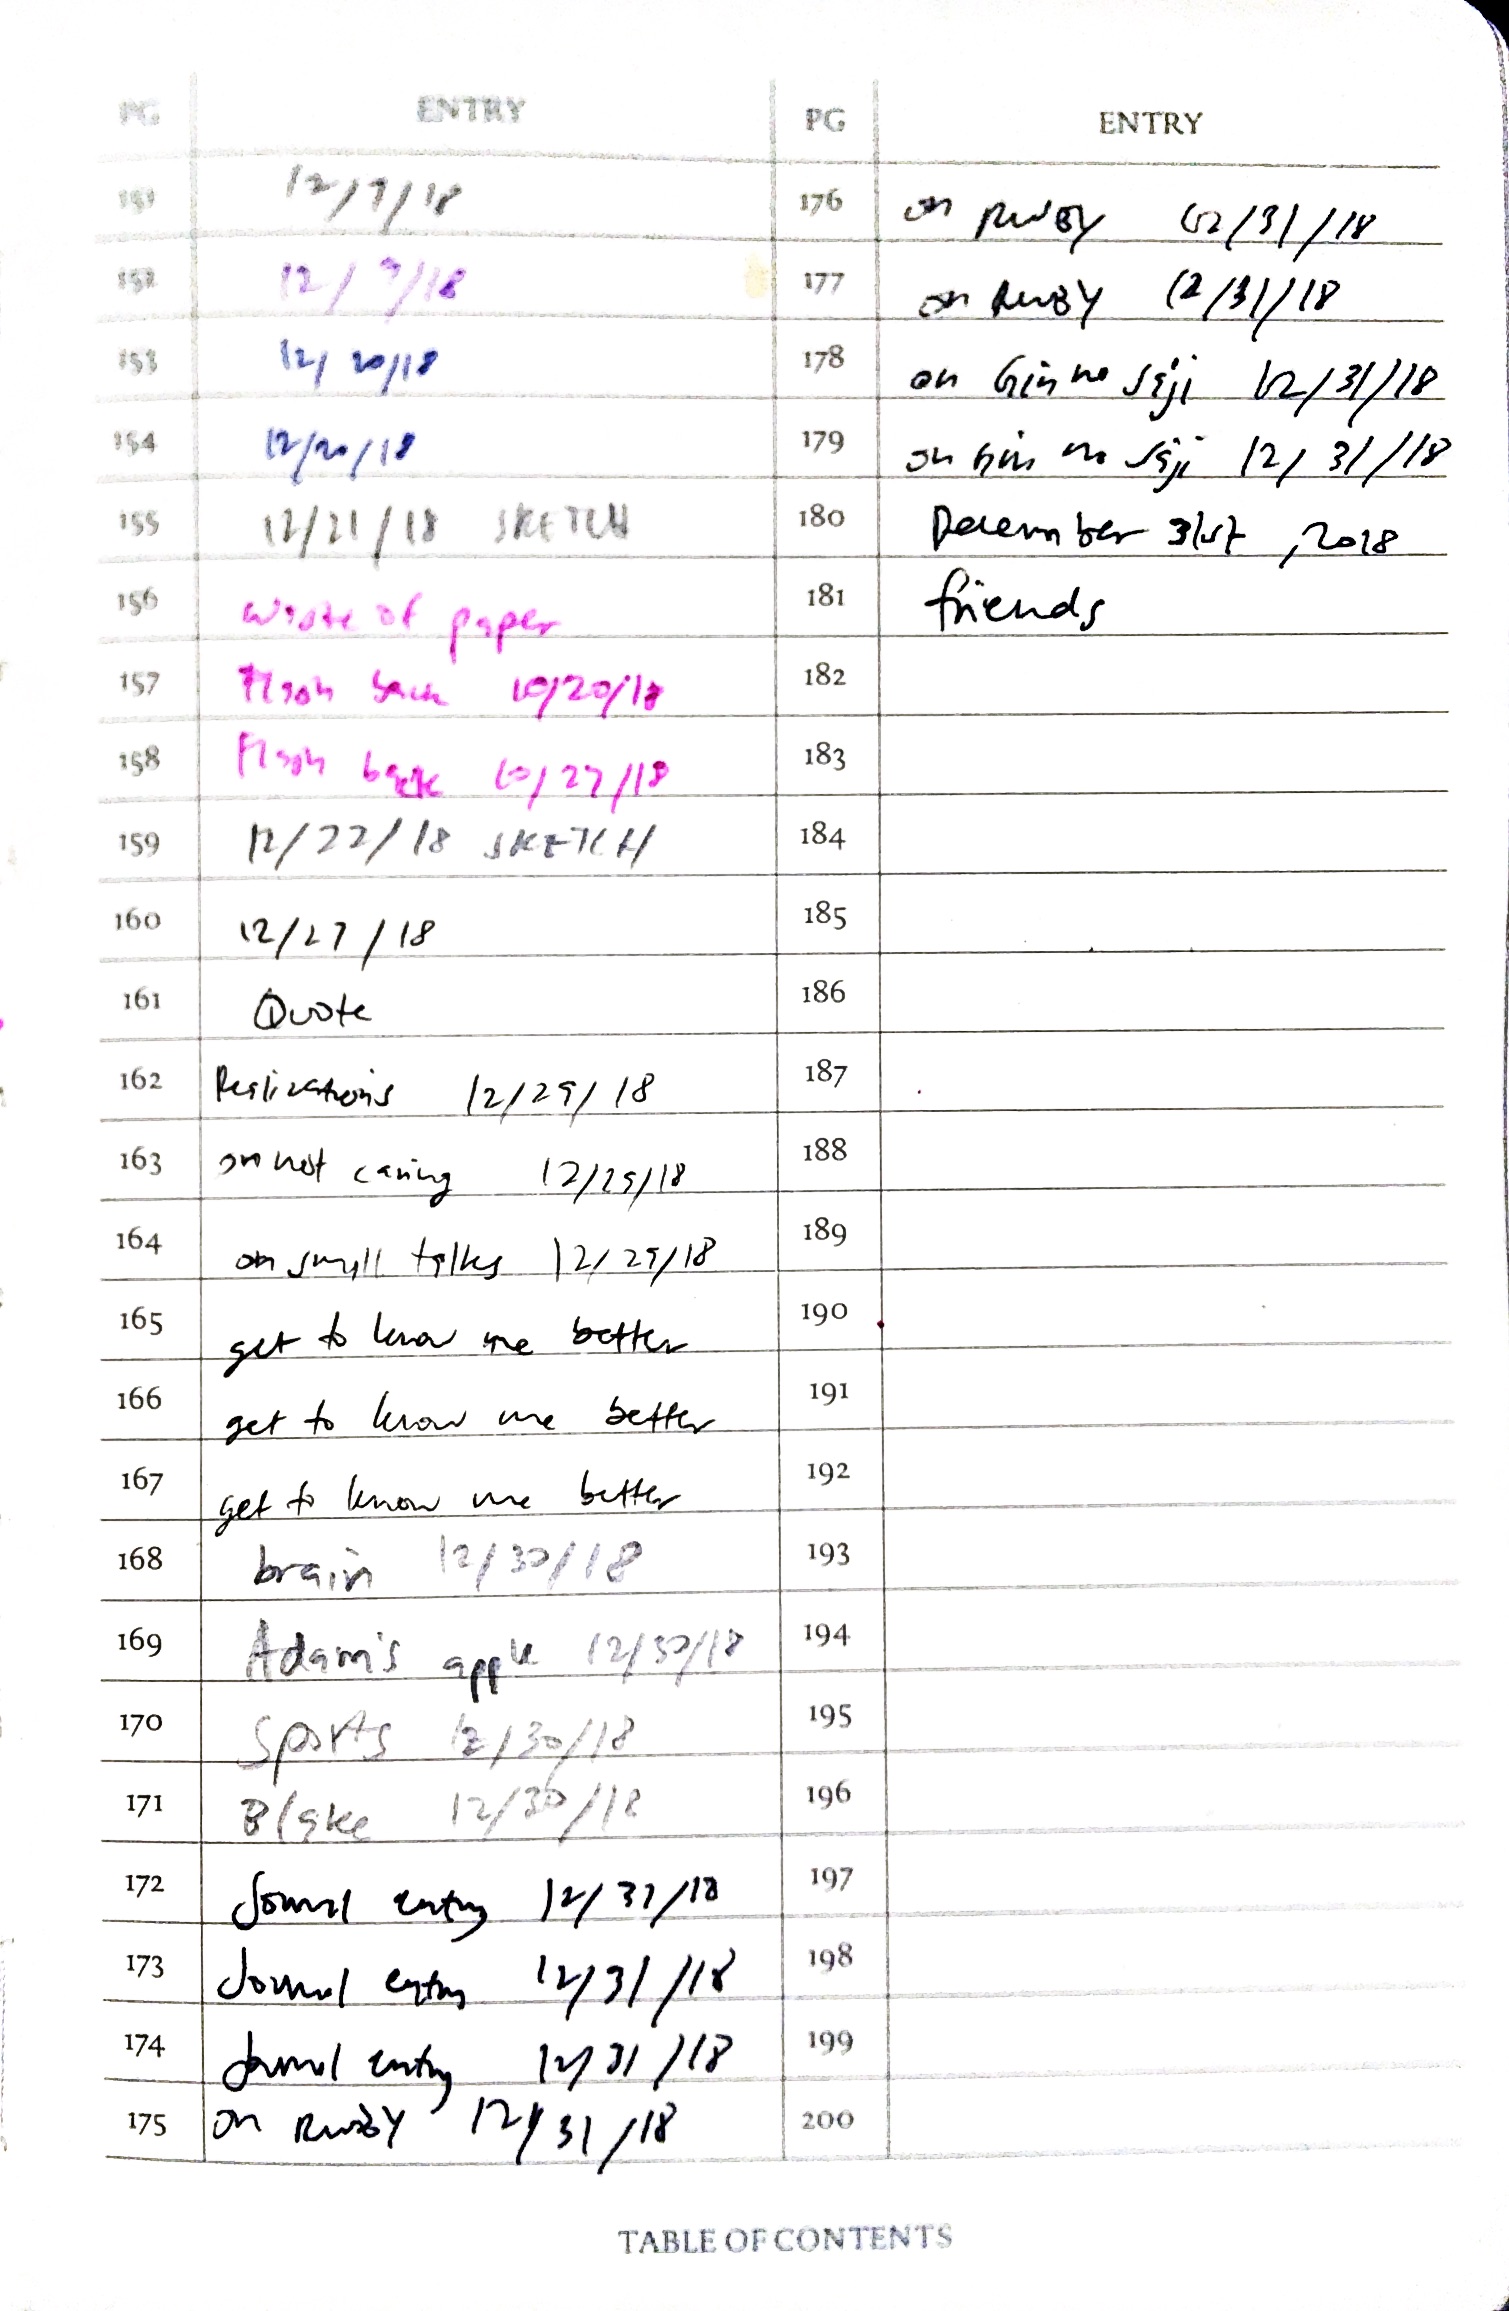 PG ENTRY
151 12/7/18
152 12/7/18
153 12/20/18
154 12/20/18
155 12/21/18 SKETCH
156 waste of paper
157 Flash back 10/20/18
158 Flash back 10/27/18
159 12/22/18 SKETCH
160 12/27/18
161 Quote
162 Realizations 12/29/18
163 on not caring 12/29/18
164 on small talks 12/29/18
165 get to know me better
166 get to know me better
167 get to know me better
168 brain 12/30/18
169 Adam's apple 12/30/18
170 Sports 12/30/18
171 Blake 12/30/18
172 Journal entry 12/31/18
173 Journal entry 12/31/18
174 Journal entry 12/31/18
175 on RWBY 12/31/18
PG ENTRY
176 on RWBY 12/31/18
177 on RWBY 12/31/18
178 on Gin no Saji 12/31/18
179 on Gin no Saji 12/31/18
180 December 31st, 2018
181 friends
182
183
184
185
186
187
188
189
190
191
192
193
194
195
196
197
198
199
200
TABLE OF CONTENTS